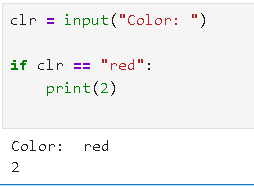 clr = input("Color: ")
if clr == "red":
    print(2)
Color:  red
2